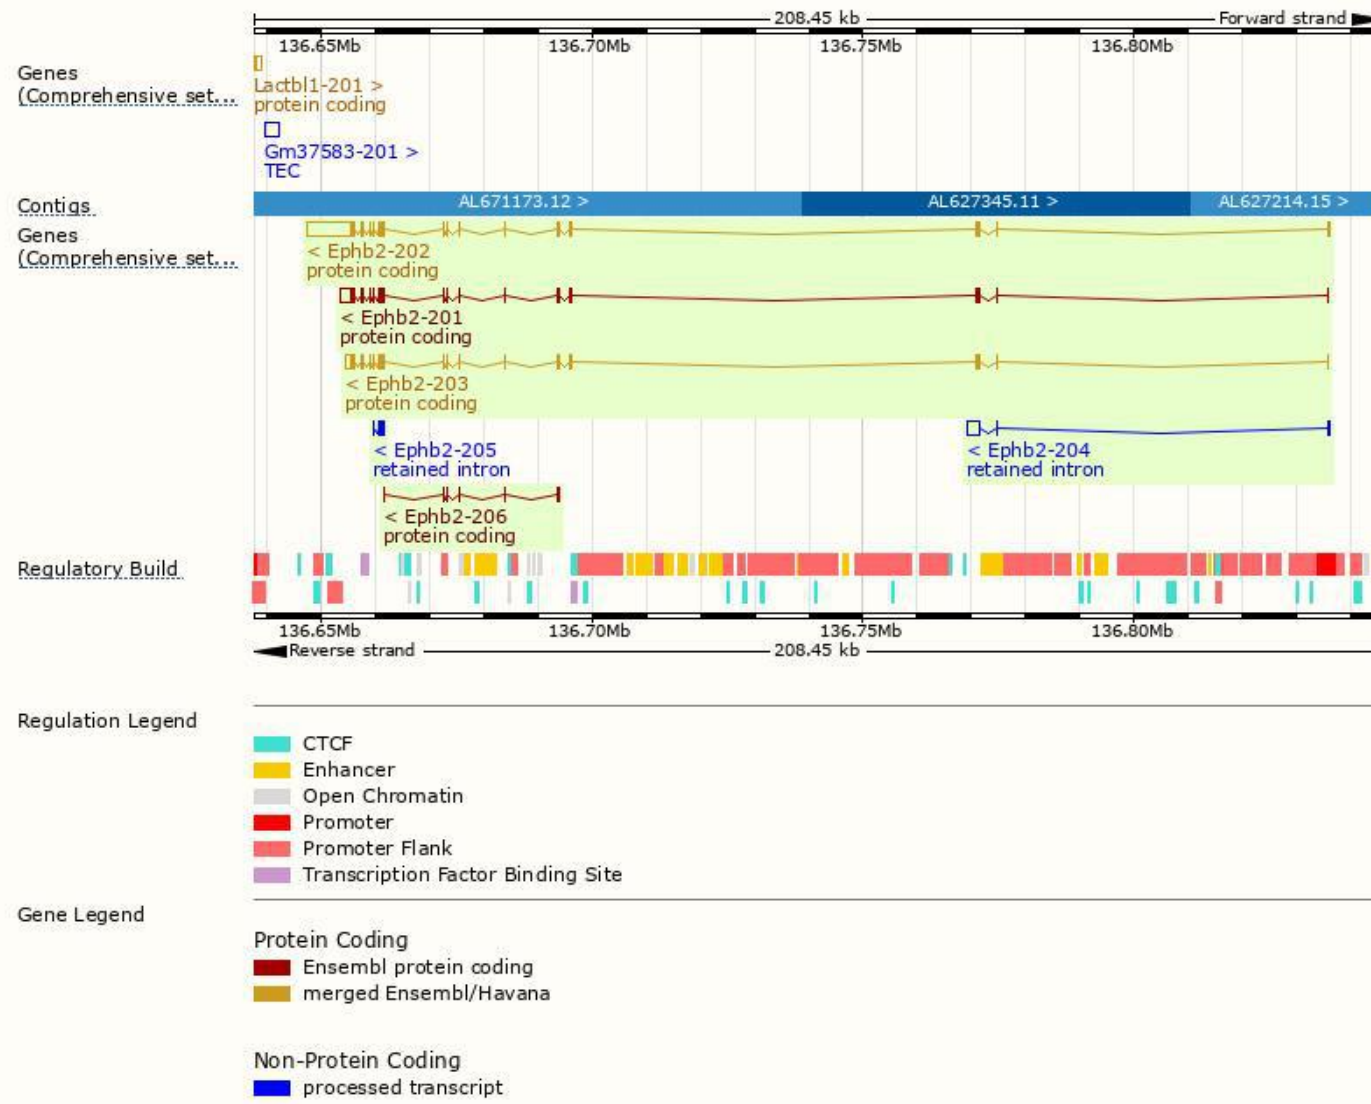 208.45 kb Forward strand
136.65Mb 136.70Mb 136.75Mb 136.80Mb
Genes
(Comprehensive set...
Lactbl1-201 >
protein coding
Gm37583-201 >
TEC
Contigs
AL671173.12 > AL627345.11 > AL627214.15 >
Genes
(Comprehensive set...
< Ephb2-202
protein coding
< Ephb2-201
protein coding
< Ephb2-203
protein coding
< Ephb2-205
retained intron
< Ephb2-204
retained intron
< Ephb2-206
protein coding
Regulatory Build
136.65Mb 136.70Mb 136.75Mb 136.80Mb
Reverse strand 208.45 kb
Regulation Legend
CTCF
Enhancer
Open Chromatin
Promoter
Promoter Flank
Transcription Factor Binding Site
Gene Legend
Protein Coding
Ensembl protein coding
merged Ensembl/Havana
Non-Protein Coding
processed transcript